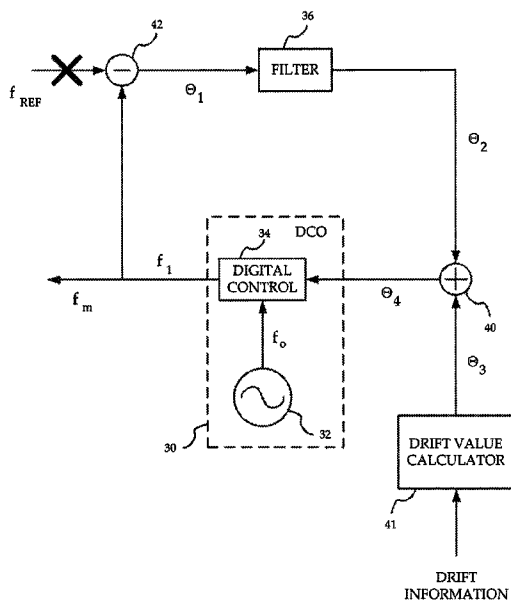 42
36
FILTER
f REF
Θ1
Θ2
34
DCO
DIGITAL
CONTROL
f1
fm
Θ4
40
fo
Θ3
32
30
DRIFT VALUE
CALCULATOR
41
DRIFT
INFORMATION